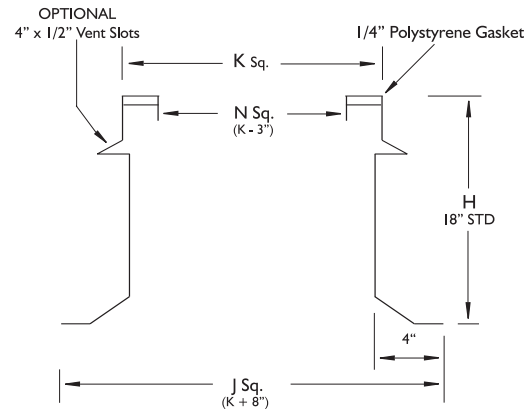 OPTIONAL
4” x 1/2” Vent Slots
1/4” Polystyrene Gasket
K Sq.
N Sq.
(K - 3”)
H
18” STD
4“
J Sq.
(K + 8”)